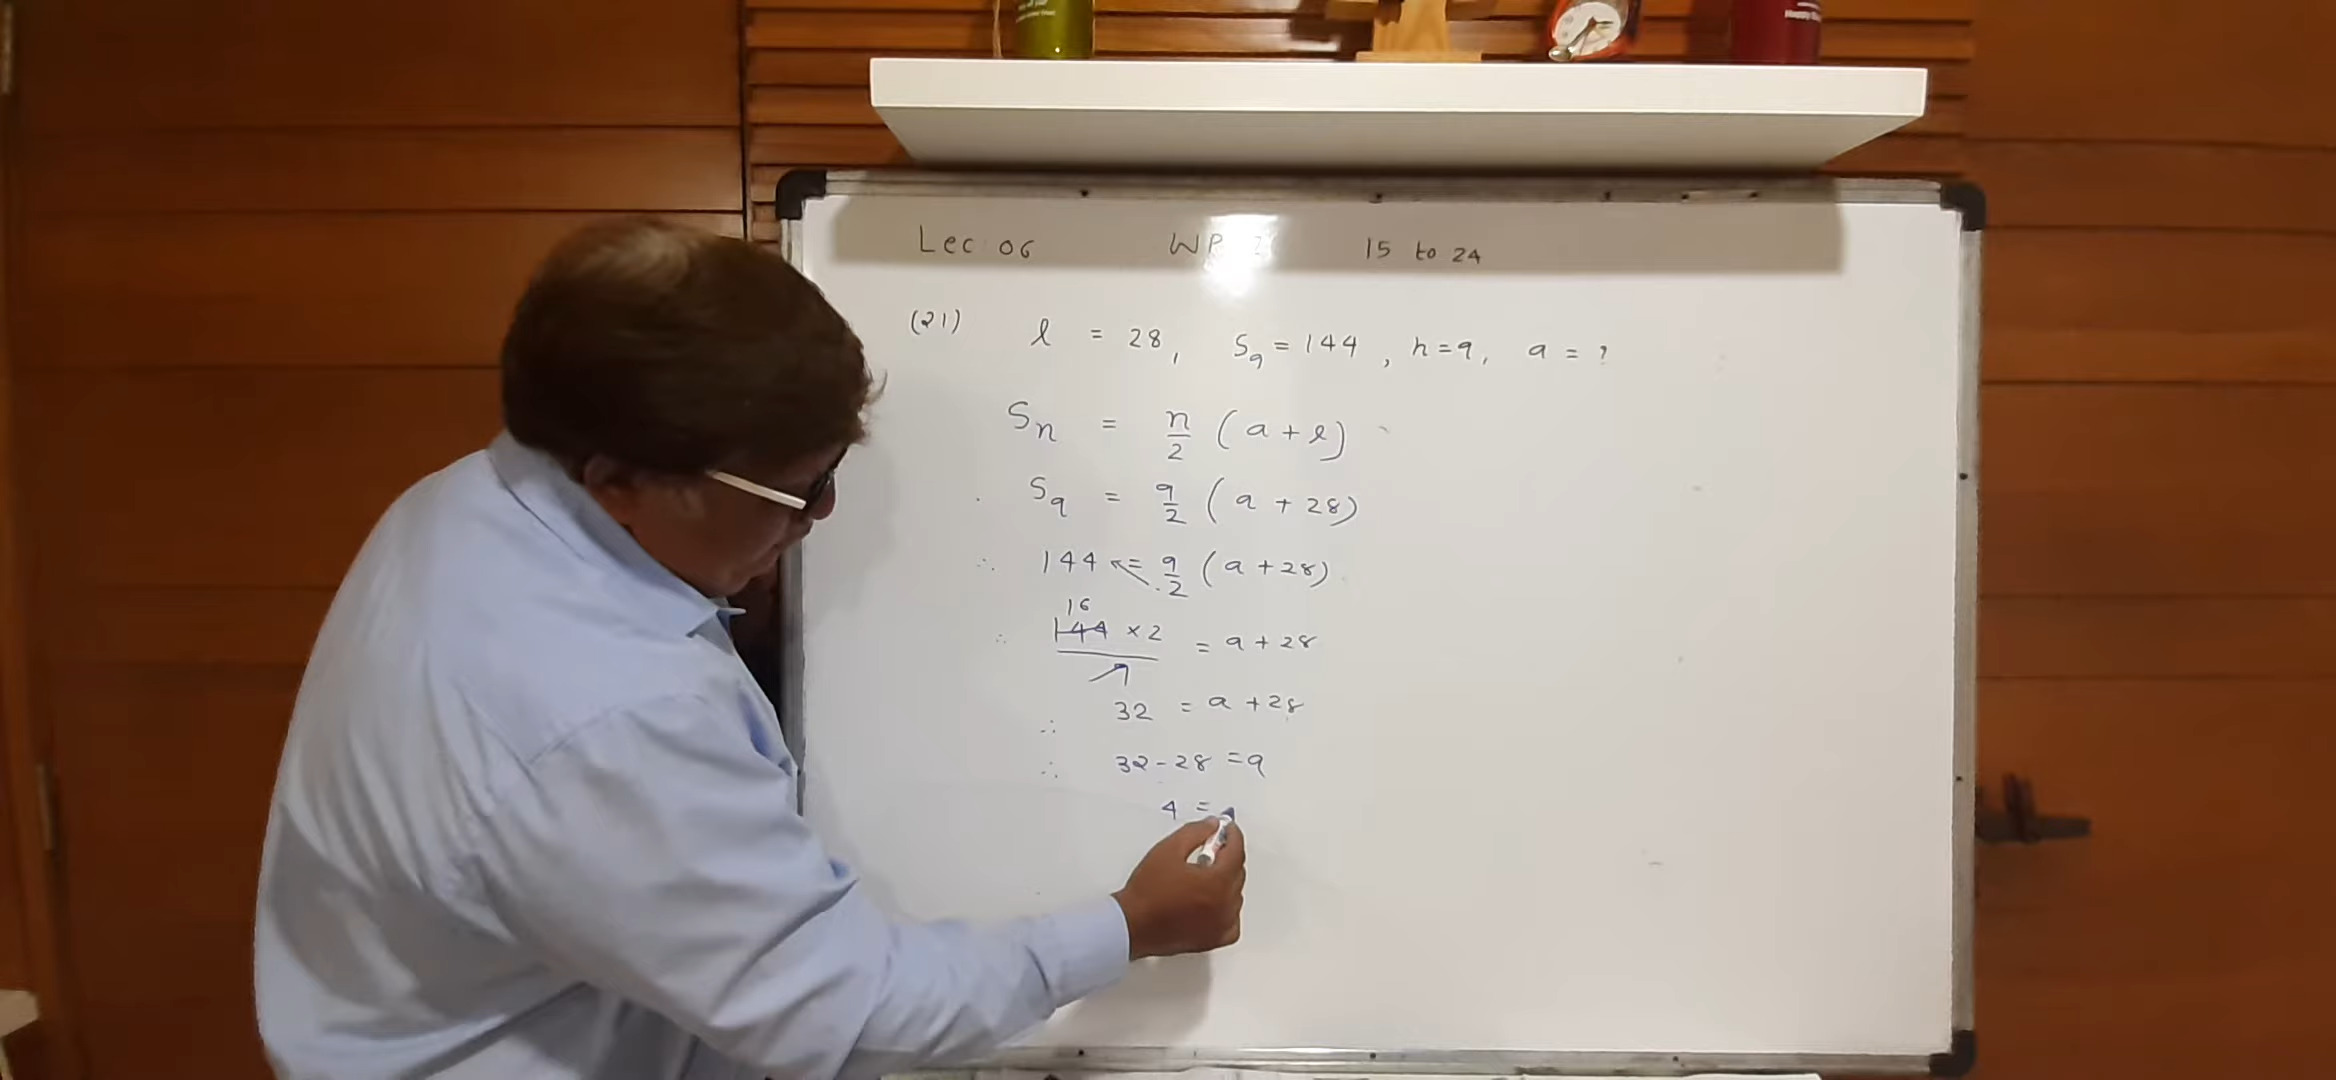 Lec 06 WP 15 to 24
(21) l = 28, S₉ = 144, n = 9, a = ?
Sn = n/2 (a + l)
S₉ = 9/2 (a + 28)
∴ 144 = 9/2 (a + 28)
16
∴ 144 × 2 = a + 28
∴ 32 = a + 28
∴ 32 - 28 = a
4 =